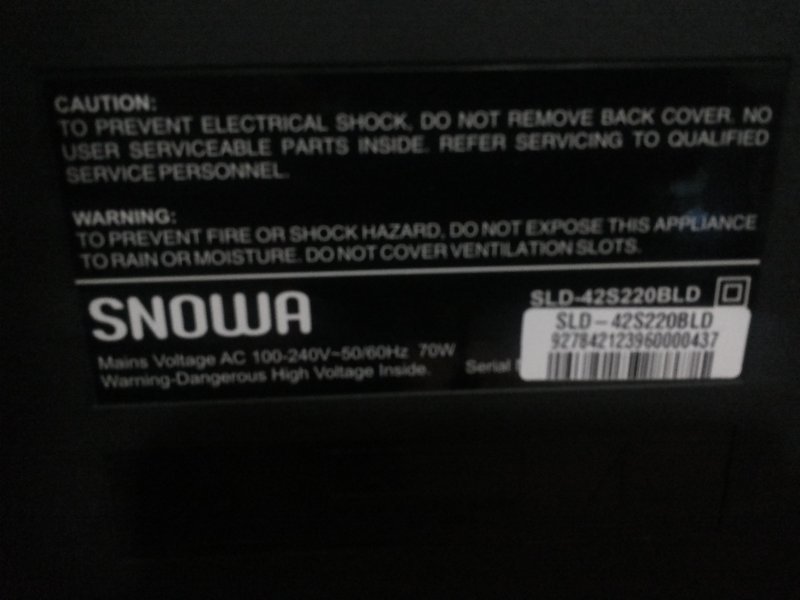 CAUTION:
TO PREVENT ELECTRICAL SHOCK, DO NOT REMOVE BACK COVER. NO
USER SERVICEABLE PARTS INSIDE. REFER SERVICING TO QUALIFIED
SERVICE PERSONNEL.
WARNING:
TO PREVENT FIRE OR SHOCK HAZARD, DO NOT EXPOSE THIS APPLIANCE
TO RAIN OR MOISTURE. DO NOT COVER VENTILATION SLOTS.
SNOWA
SLD-42S220BLD
SLD-42S220BLD
927842123960000437
Mains Voltage AC 100-240V~50/60Hz 70W
Warning-Dangerous High Voltage Inside.
Serial